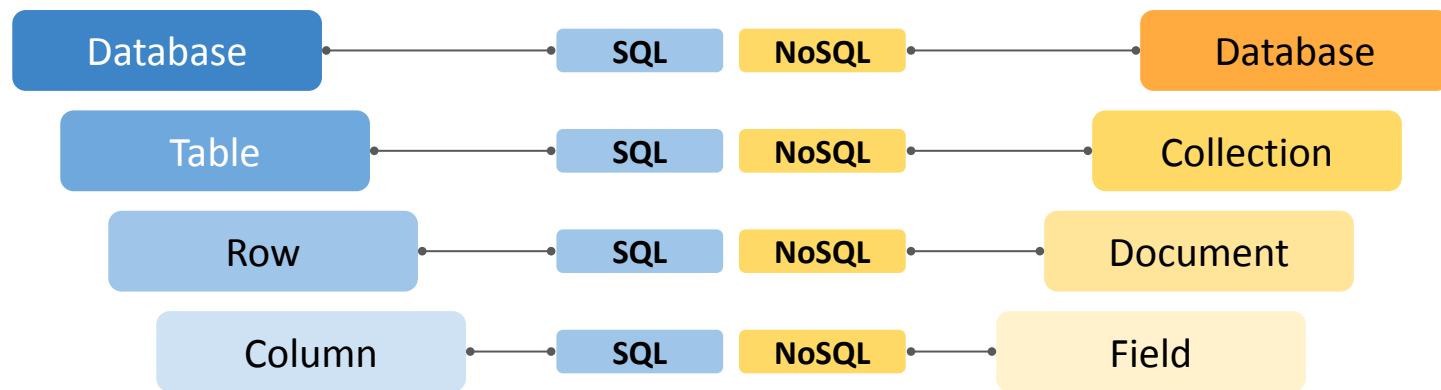 Database SQL NoSQL Database
Table SQL NoSQL Collection
Row SQL NoSQL Document
Column SQL NoSQL Field